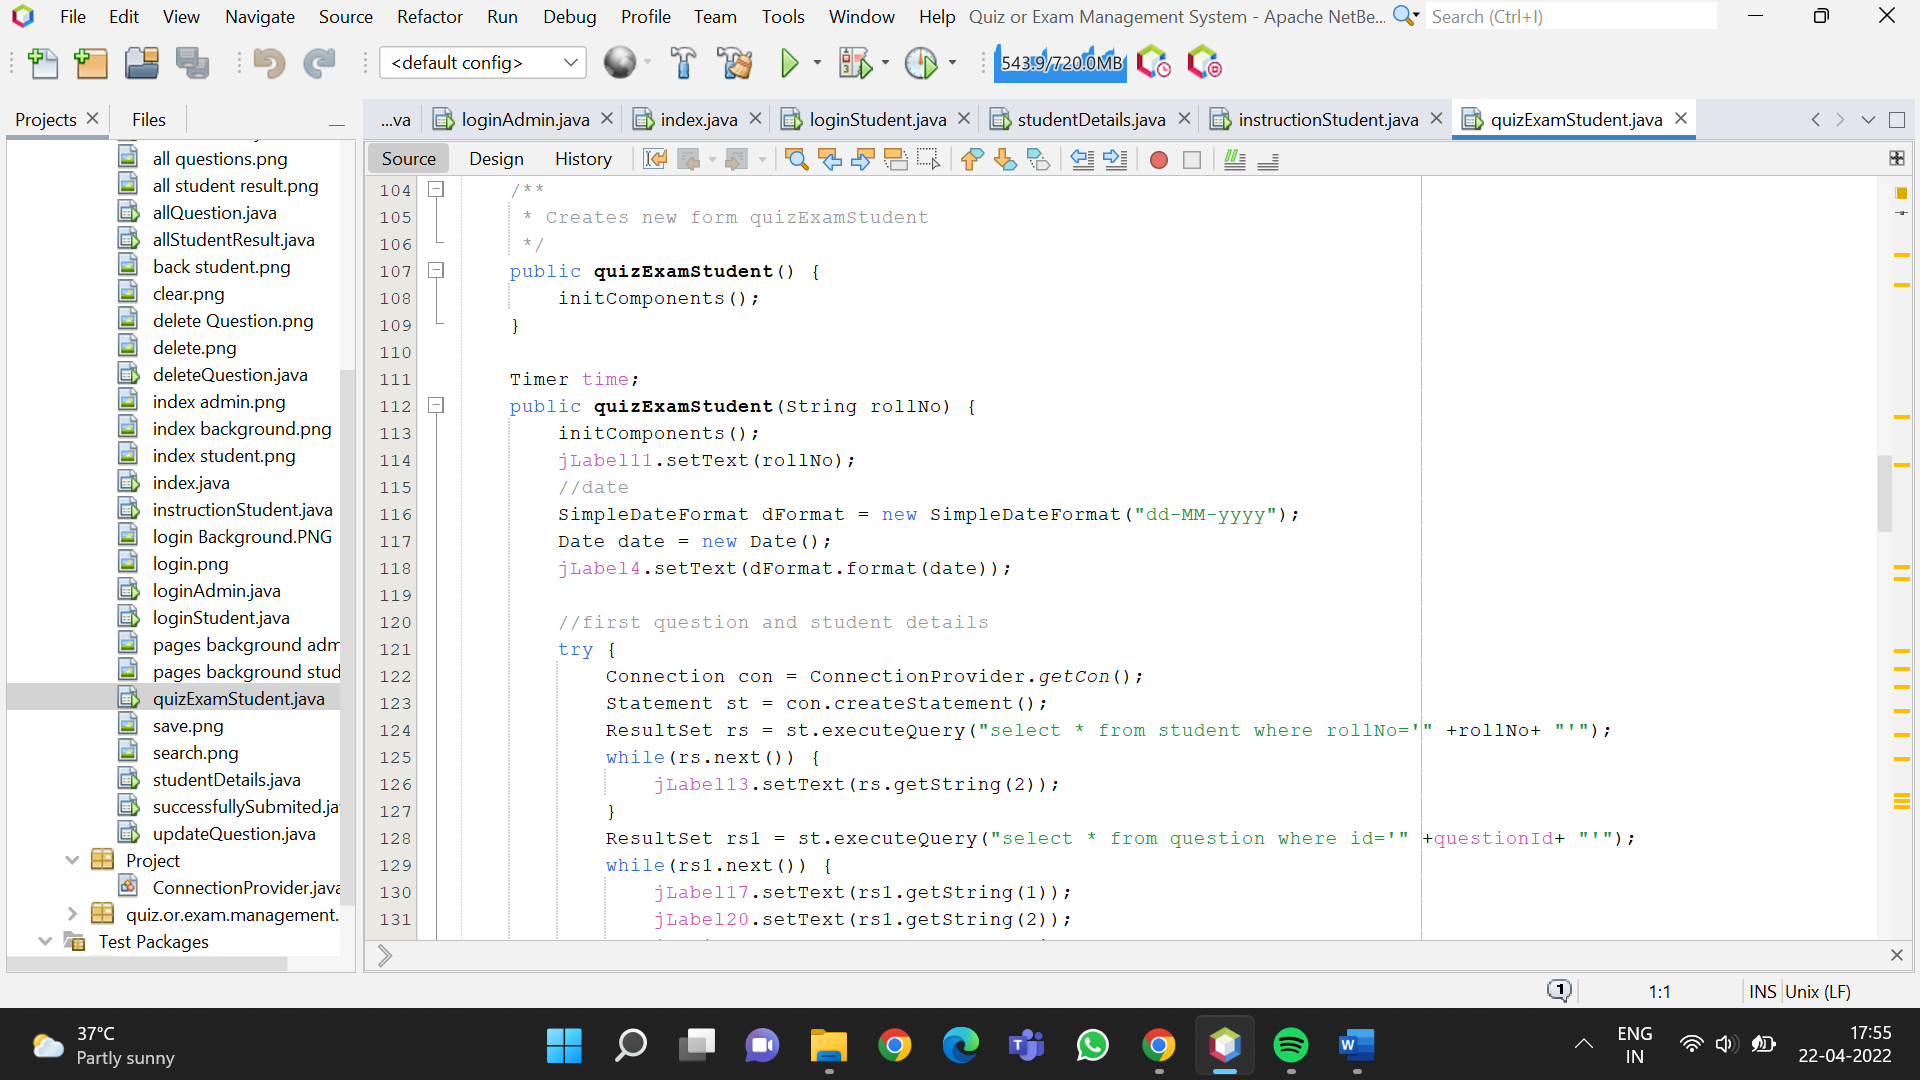 File Edit View Navigate Source Refactor Run Debug Profile Team Tools Window Help Quiz or Exam Management System - Apache NetBe... Search (Ctrl+I)
<default config> 543.9/720.0MB
Projects Files
...va loginAdmin.java index.java loginStudent.java studentDetails.java instructionStudent.java quizExamStudent.java
Source Design History
all questions.png
all student result.png
allQuestion.java
allStudentResult.java
back student.png
clear.png
delete Question.png
delete.png
deleteQuestion.java
index admin.png
index background.png
index student.png
index.java
instructionStudent.java
login Background.PNG
login.png
loginAdmin.java
loginStudent.java
pages background adm
pages background stud
quizExamStudent.java
save.png
search.png
studentDetails.java
successfullySubmited.ja
updateQuestion.java
Project
ConnectionProvider.java
quiz.or.exam.management.
Test Packages
104 /**
105 * Creates new form quizExamStudent
106 */
107 public quizExamStudent() {
108 initComponents();
109 }
110
111 Timer time;
112 public quizExamStudent(String rollNo) {
113 initComponents();
114 jLabel11.setText(rollNo);
115 //date
116 SimpleDateFormat dFormat = new SimpleDateFormat("dd-MM-yyyy");
117 Date date = new Date();
118 jLabel4.setText(dFormat.format(date));
119
120 //first question and student details
121 try {
122 Connection con = ConnectionProvider.getCon();
123 Statement st = con.createStatement();
124 ResultSet rs = st.executeQuery("select * from student where rollNo='" +rollNo+ "'");
125 while(rs.next()) {
126 jLabel13.setText(rs.getString(2));
127 }
128 ResultSet rs1 = st.executeQuery("select * from question where id='" +questionId+ "'");
129 while(rs1.next()) {
130 jLabel17.setText(rs1.getString(1));
131 jLabel20.setText(rs1.getString(2));
1 1:1 INS Unix (LF)
37°C
Partly sunny
ENG
IN
17:55
22-04-2022